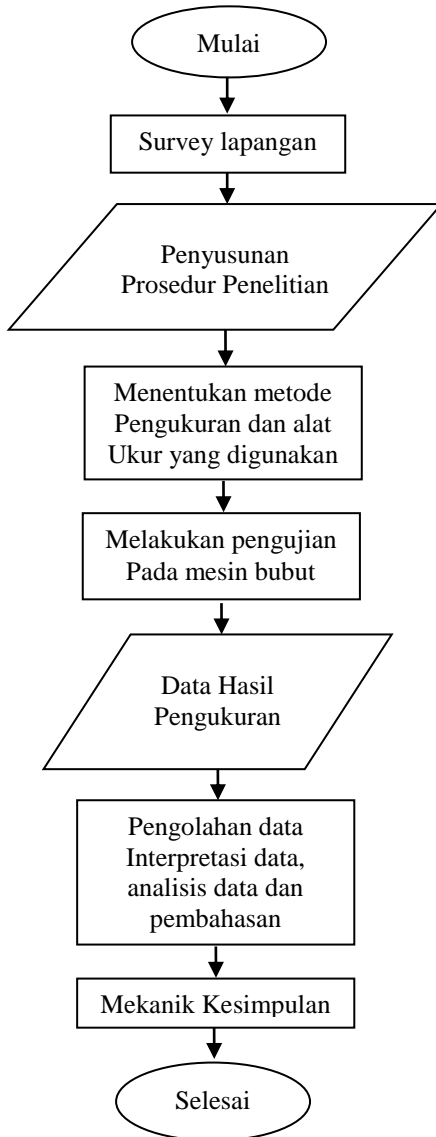 Mulai
Survey lapangan
Penyusunan
Prosedur Penelitian
Menentukan metode
Pengukuran dan alat
Ukur yang digunakan
Melakukan pengujian
Pada mesin bubut
Data Hasil
Pengukuran
Pengolahan data
Interpretasi data,
analisis data dan
pembahasan
Mekanik Kesimpulan
Selesai